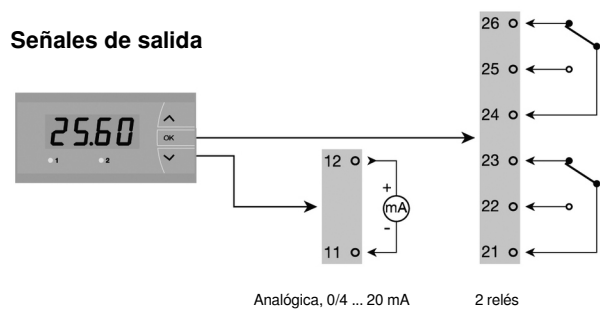 Señales de salida
25.60
OK
1
2
12
+
mA
-
11
26
25
24
23
22
21
Analógica, 0/4 ... 20 mA
2 relés